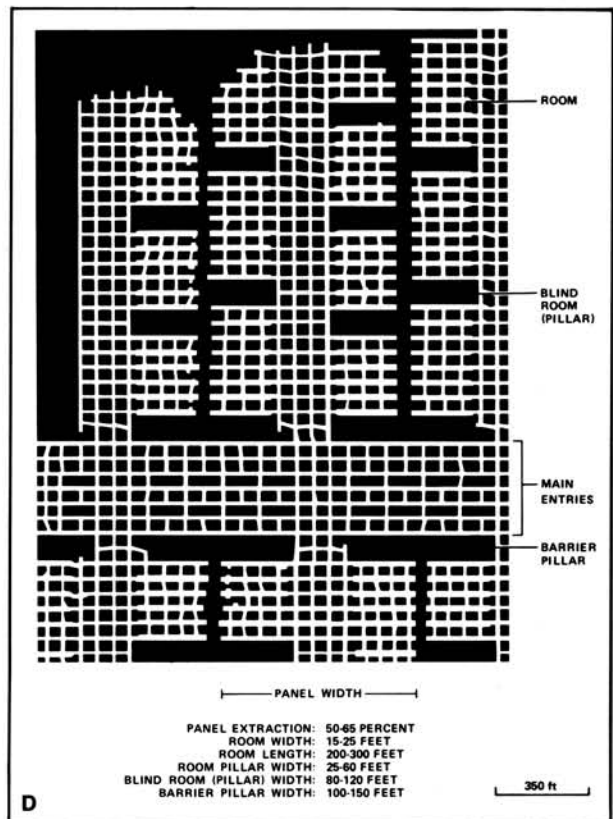 ROOM
BLIND
ROOM
(PILLAR)
MAIN
ENTRIES
BARRIER
PILLAR
PANEL WIDTH
PANEL EXTRACTION: 50-65 PERCENT
ROOM WIDTH: 15-25 FEET
ROOM LENGTH: 200-300 FEET
ROOM PILLAR WIDTH: 25-60 FEET
BLIND ROOM (PILLAR) WIDTH: 80-120 FEET
BARRIER PILLAR WIDTH: 100-150 FEET
350 ft
D